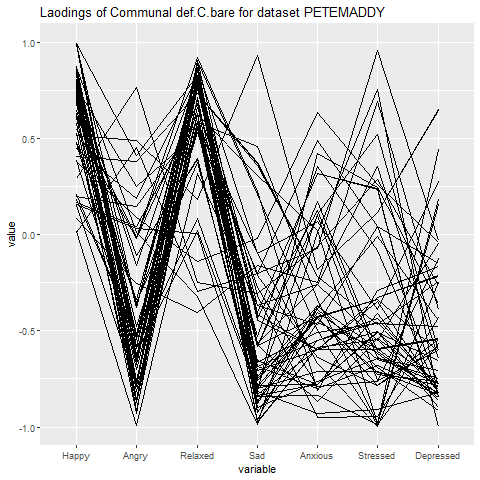 Laodings of Communal def.C.bare for dataset PETEMADDY
1.0
0.5
0.0
-0.5
-1.0
value
Happy Angry Relaxed Sad Anxious Stressed Depressed
variable